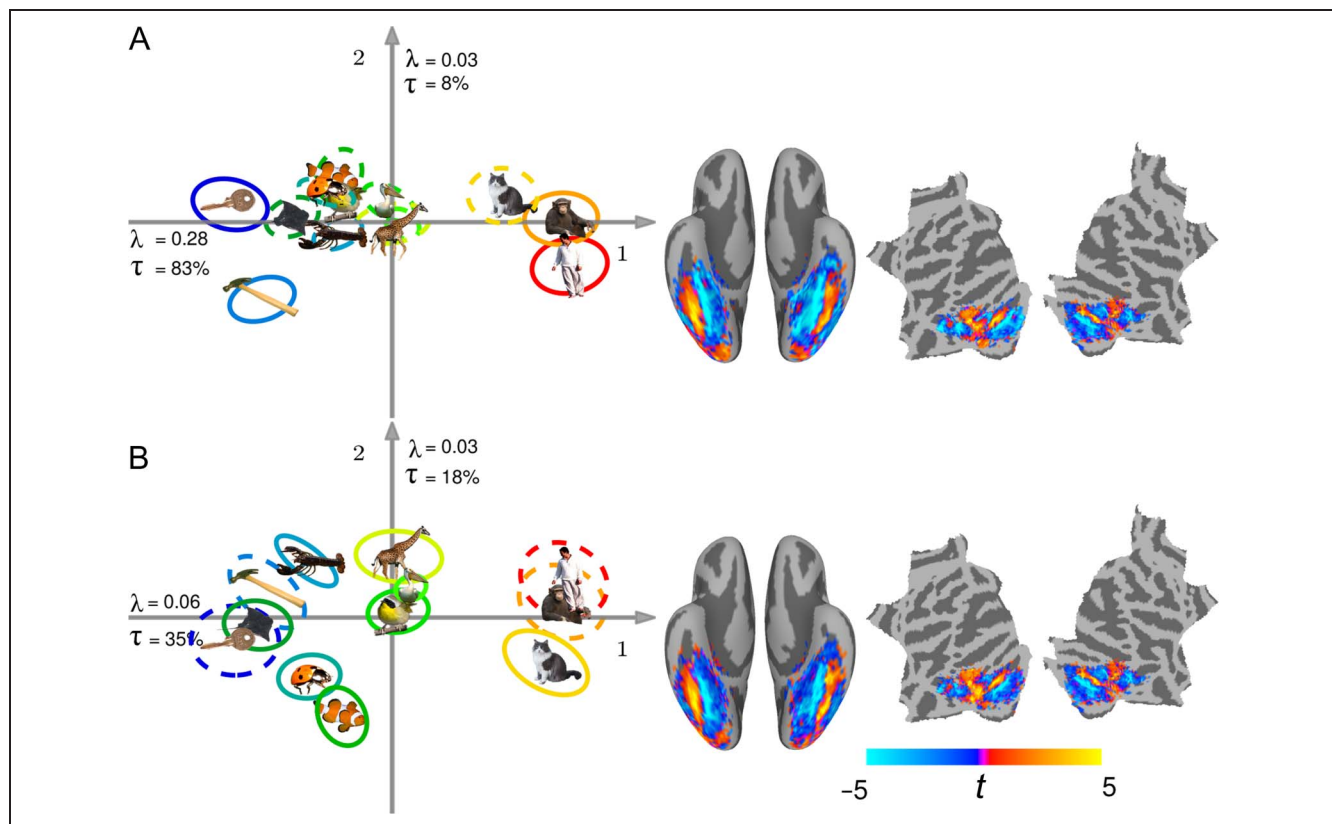 A
2
λ = 0.03
τ = 8%
λ = 0.28
τ = 83%
1
B
2
λ = 0.03
τ = 18%
λ = 0.06
τ = 35%
1
-5
t
5